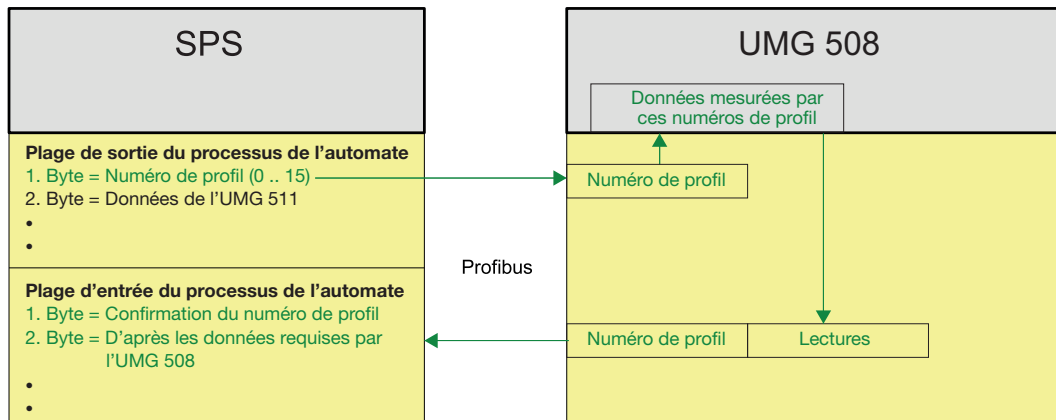 SPS
Plage de sortie du processus de l'automate
1. Byte = Numéro de profil (0 .. 15)
2. Byte = Données de l'UMG 511
•
•
Plage d'entrée du processus de l'automate
1. Byte = Confirmation du numéro de profil
2. Byte = D'après les données requises par
l'UMG 508
•
•
Profibus
UMG 508
Données mesurées par
ces numéros de profil
Numéro de profil
Numéro de profil
Lectures